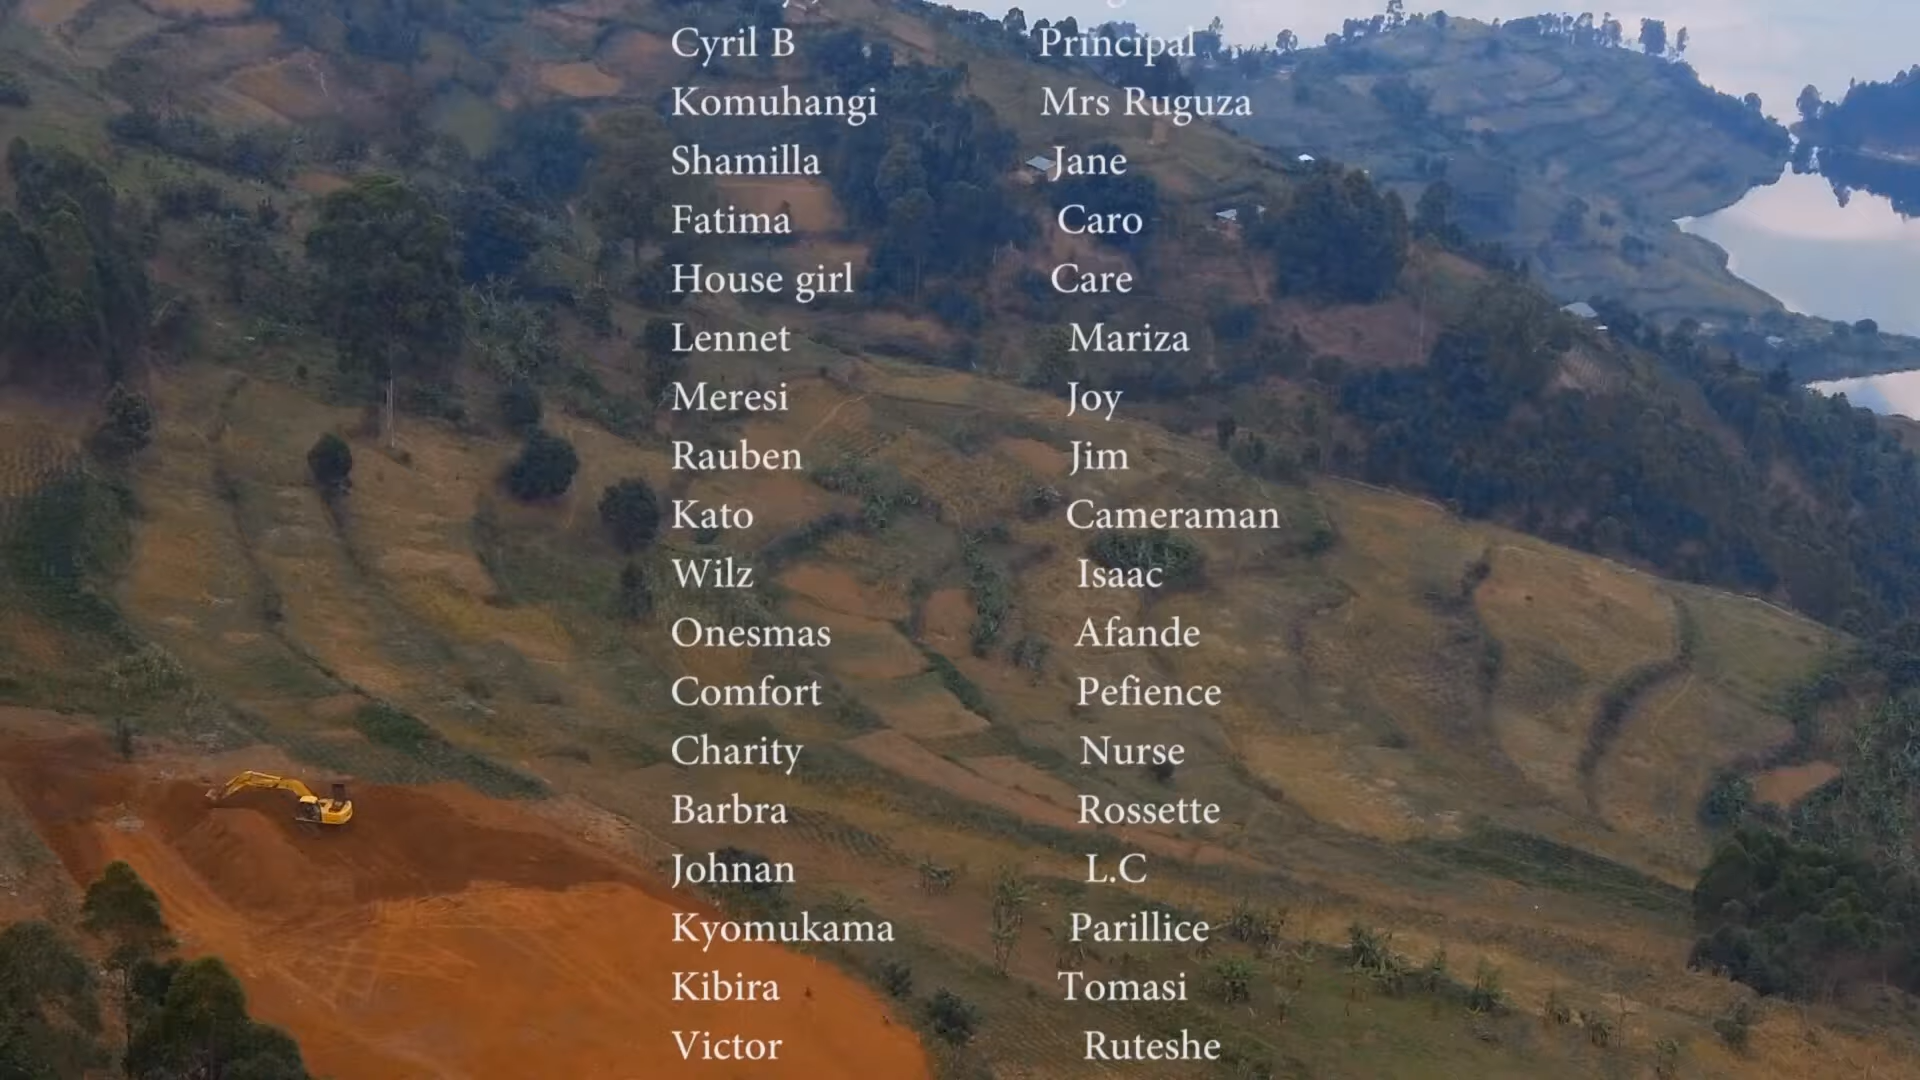 Cyril B Principal
Komuhangi Mrs Ruguza
Shamilla Jane
Fatima Caro
House girl Care
Lennet Mariza
Meresi Joy
Rauben Jim
Kato Cameraman
Wilz Isaac
Onesmas Afande
Comfort Pefience
Charity Nurse
Barbra Rossette
Johnan L.C
Kyomukama Parillice
Kibira Tomasi
Victor Ruteshe